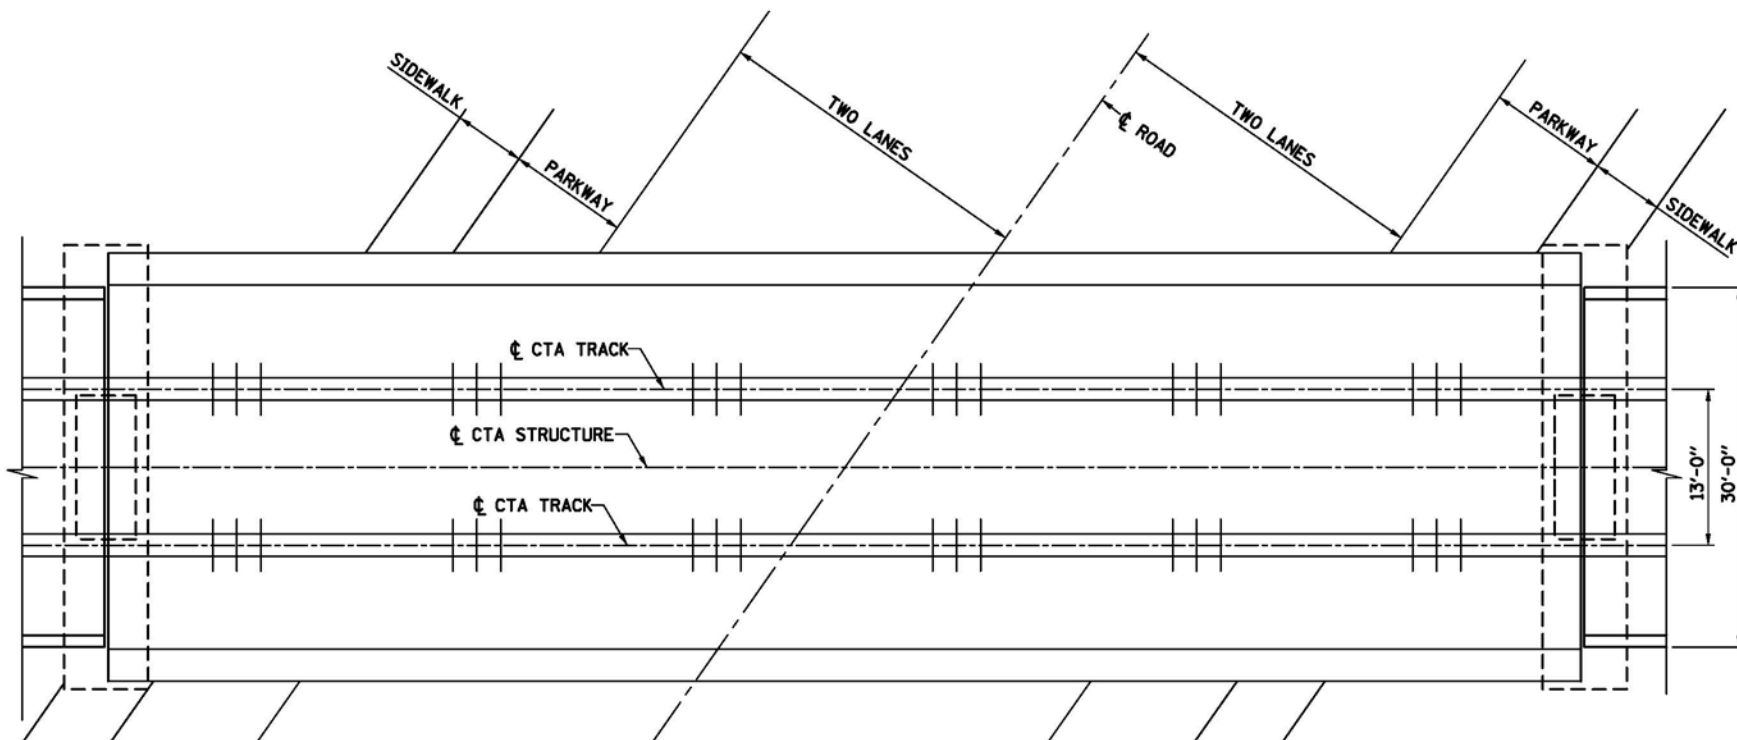 SIDEWALK
PARKWAY
TWO LANES
℄ ROAD
TWO LANES
PARKWAY
SIDEWALK
℄ CTA TRACK
℄ CTA STRUCTURE
℄ CTA TRACK
13'-0"
30'-0"